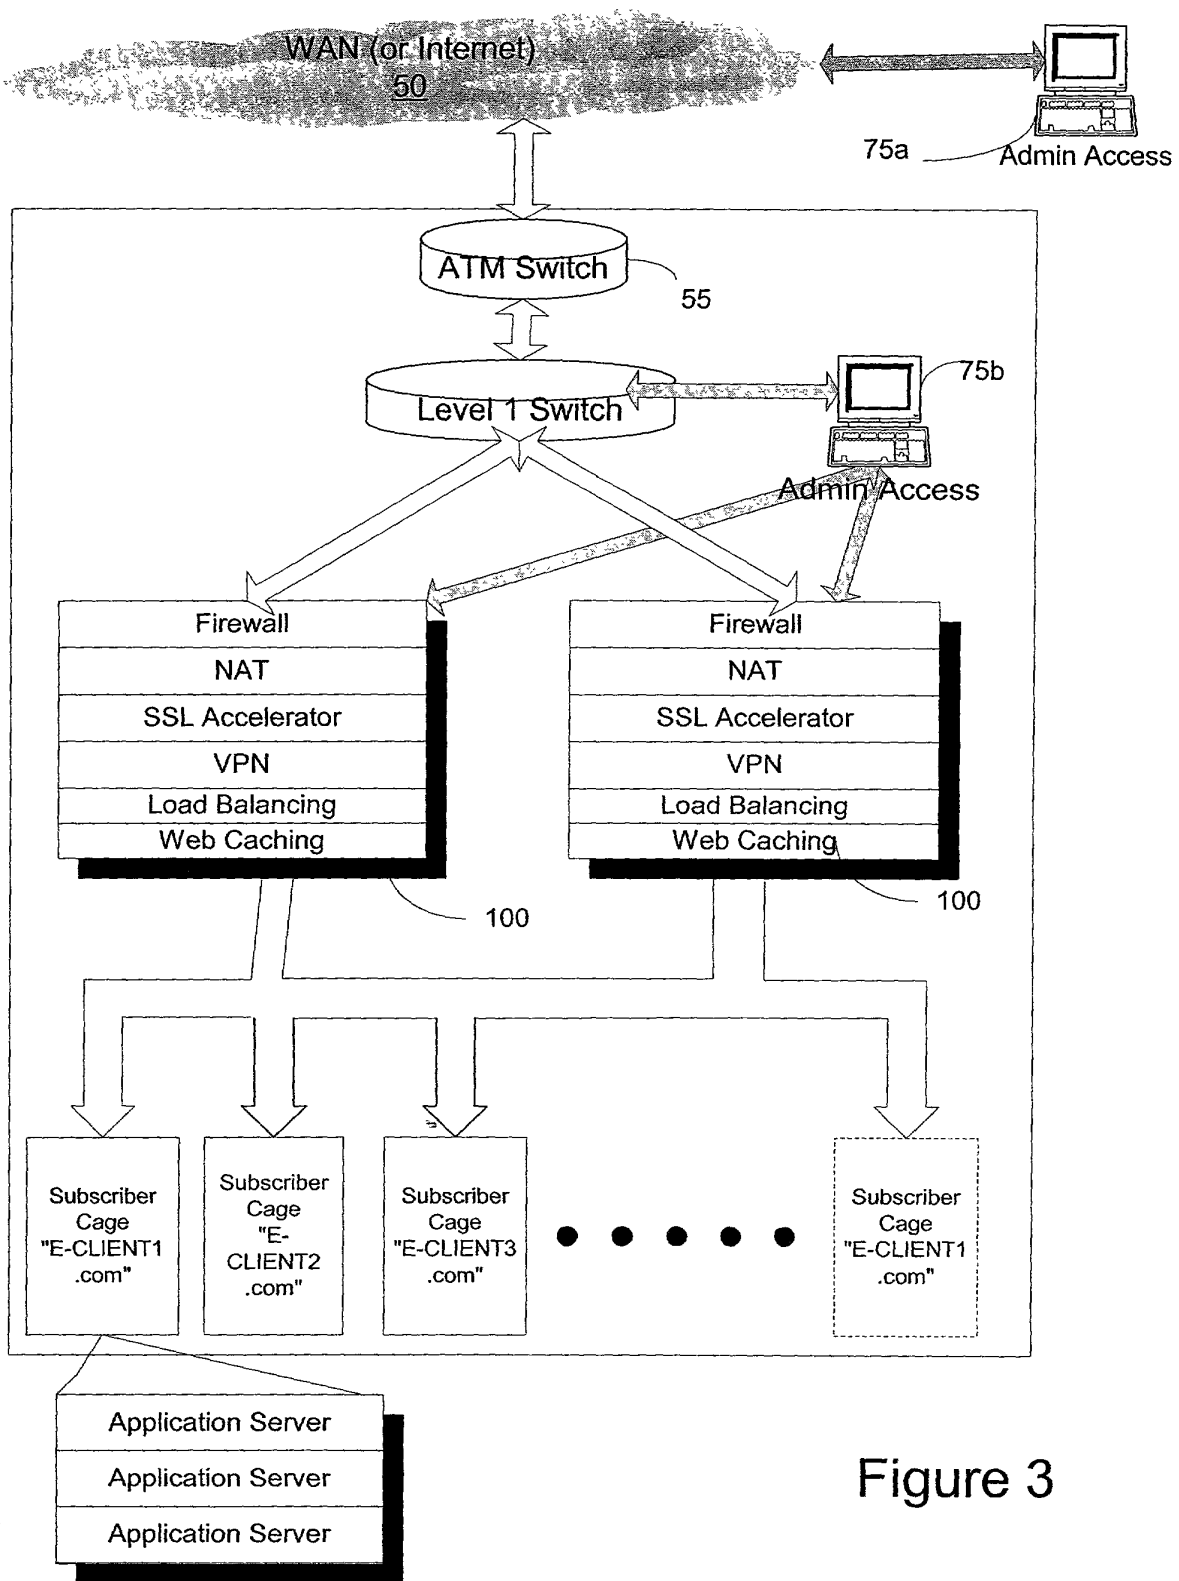 WAN (or Internet)
50
75a
Admin Access
ATM Switch
55
Level 1 Switch
75b
Admin Access
Firewall
NAT
SSL Accelerator
VPN
Load Balancing
Web Caching
100
Firewall
NAT
SSL Accelerator
VPN
Load Balancing
Web Caching
100
Subscriber
Cage
"E-CLIENT1
.com"
Subscriber
Cage
"E-
CLIENT2
.com"
Subscriber
Cage
"E-CLIENT3
.com"
Subscriber
Cage
"E-CLIENT1
.com"
Application Server
Application Server
Application Server
Figure 3